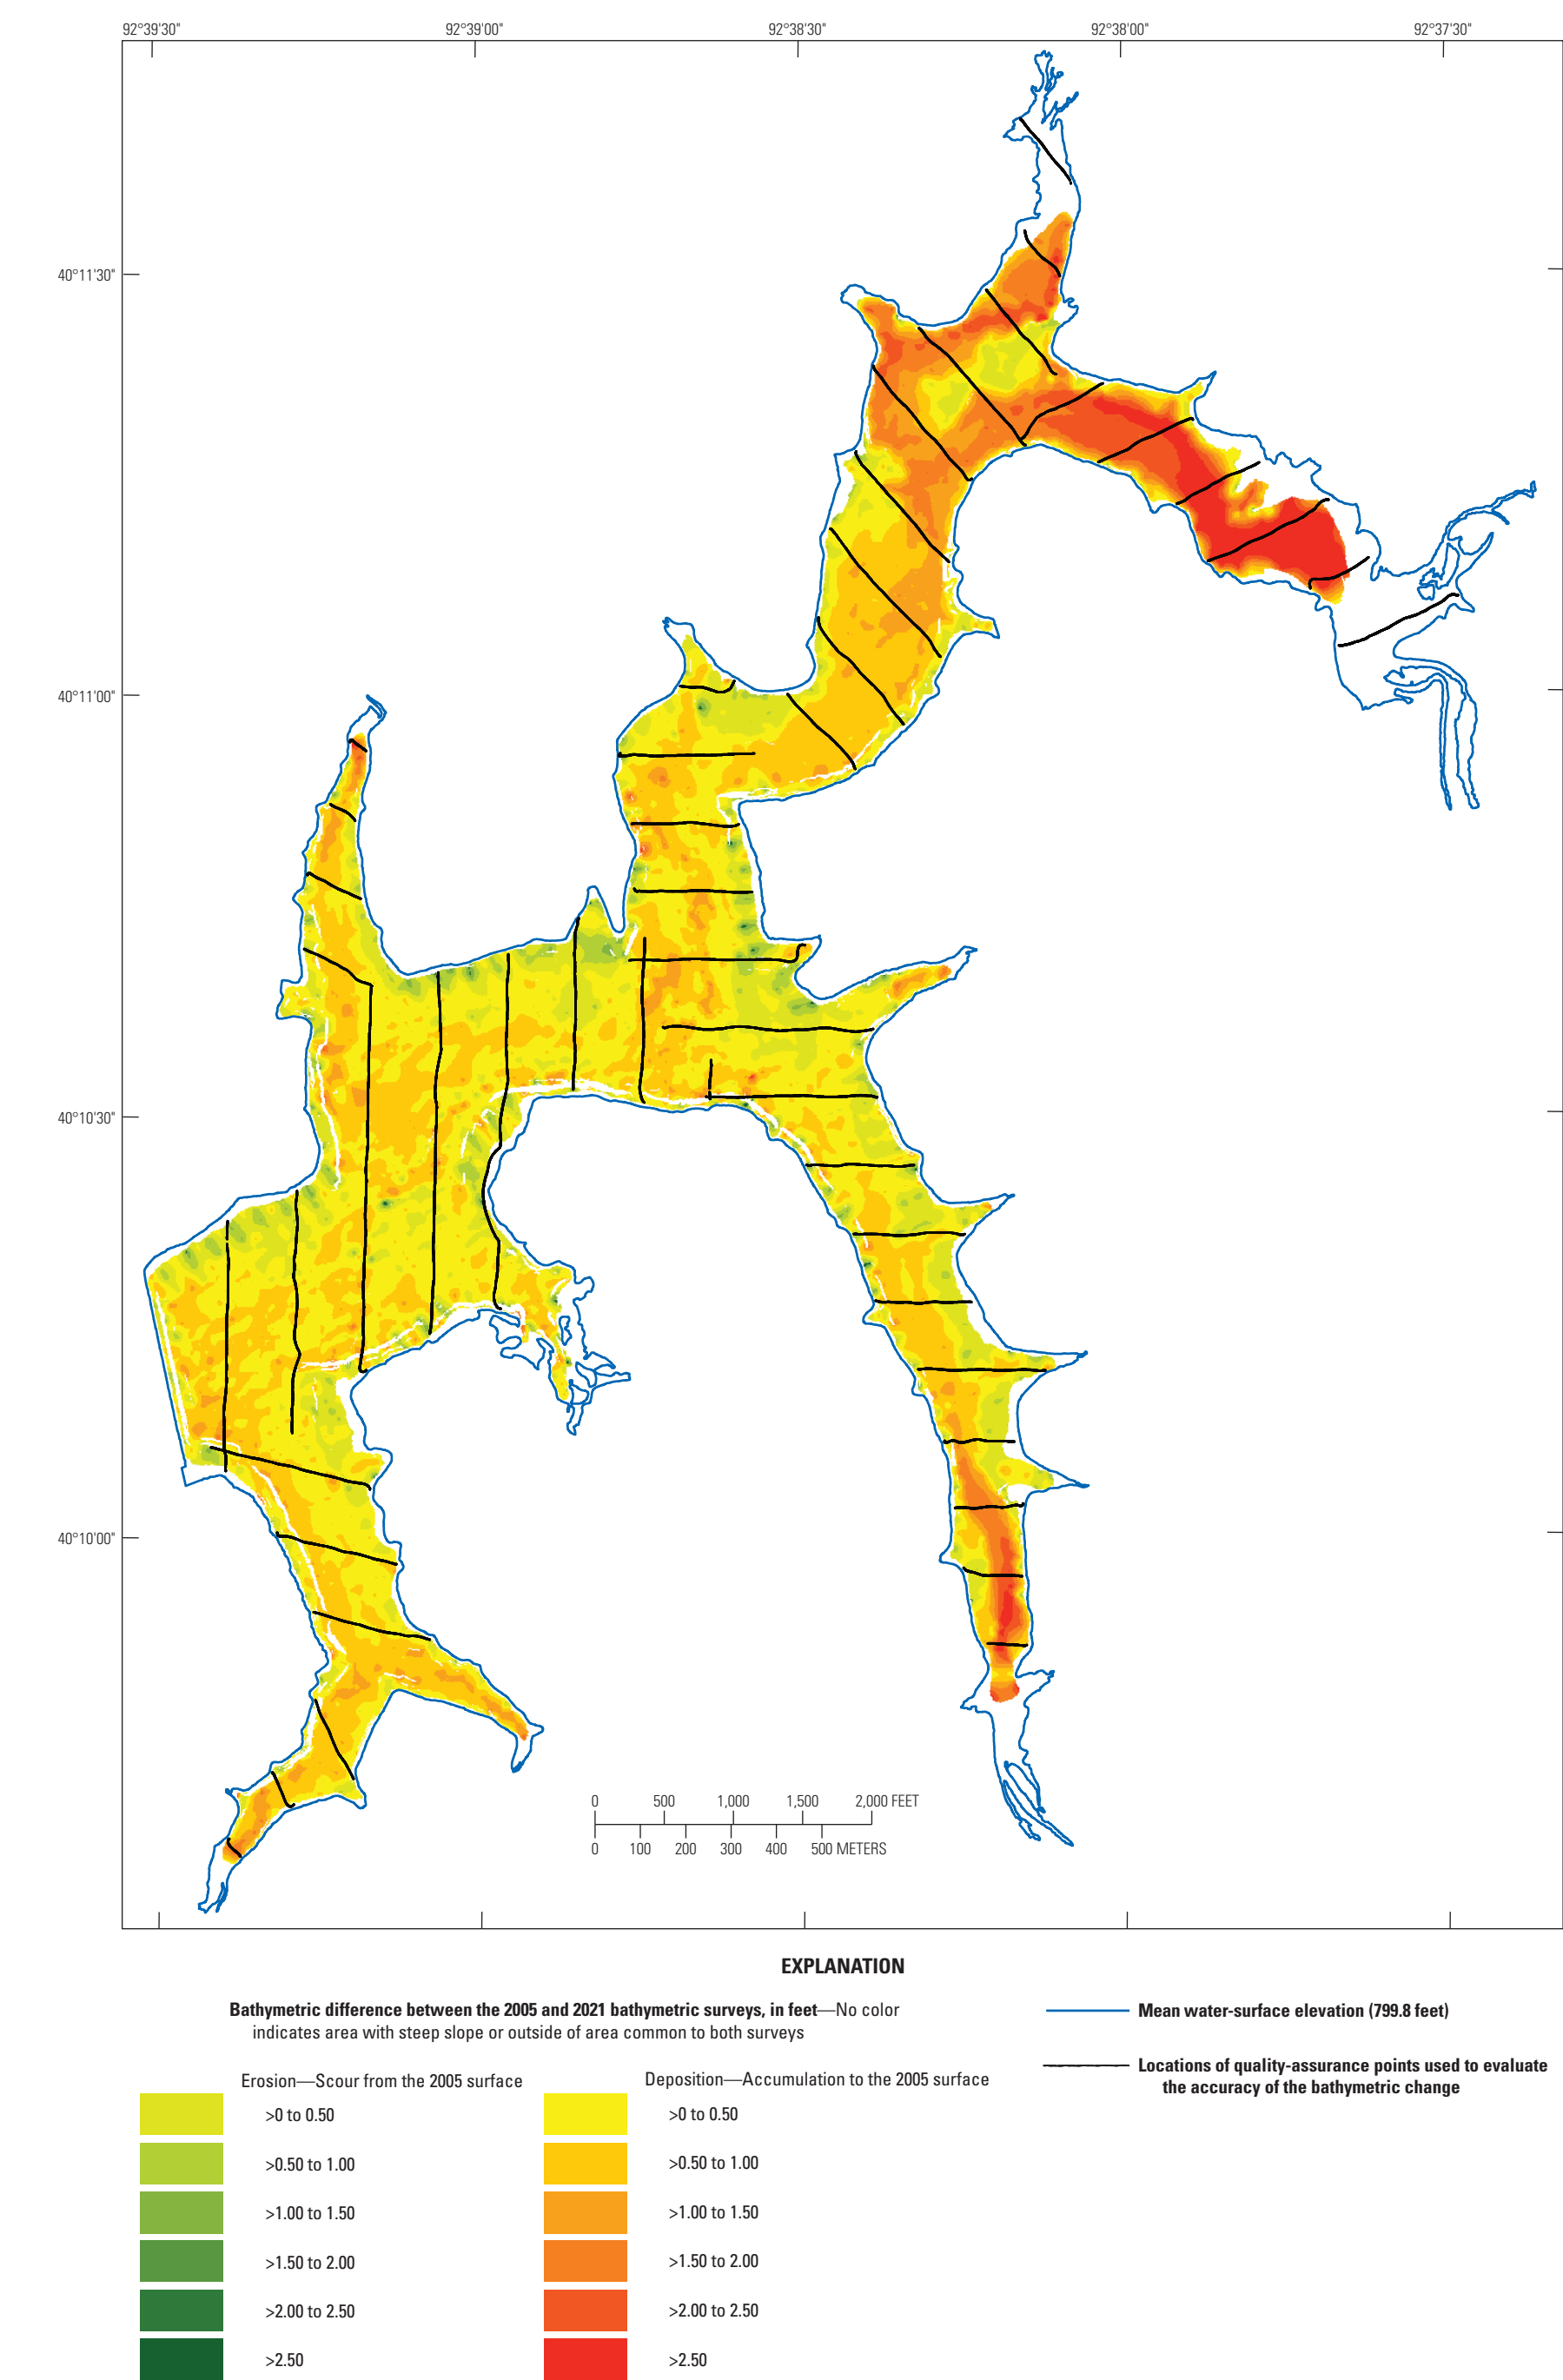 92°39'30" 92°39'00" 92°38'30" 92°38'00" 92°37'30"
40°11'30"
40°11'00"
40°10'30"
40°10'00"
0 500 1,000 1,500 2,000 FEET
0 100 200 300 400 500 METERS
EXPLANATION
Bathymetric difference between the 2005 and 2021 bathymetric surveys, in feet—No color
indicates area with steep slope or outside of area common to both surveys
Erosion—Scour from the 2005 surface
>0 to 0.50
>0.50 to 1.00
>1.00 to 1.50
>1.50 to 2.00
>2.00 to 2.50
>2.50
Deposition—Accumulation to the 2005 surface
>0 to 0.50
>0.50 to 1.00
>1.00 to 1.50
>1.50 to 2.00
>2.00 to 2.50
>2.50
Mean water-surface elevation (799.8 feet)
Locations of quality-assurance points used to evaluate
the accuracy of the bathymetric change